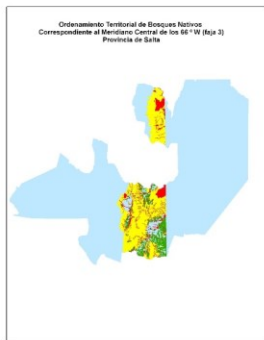 Ordenamiento Territorial de Bosques Nativos
Correspondiente al Meridiano Central de los 66 º W (faja 3)
Provincia de Salta